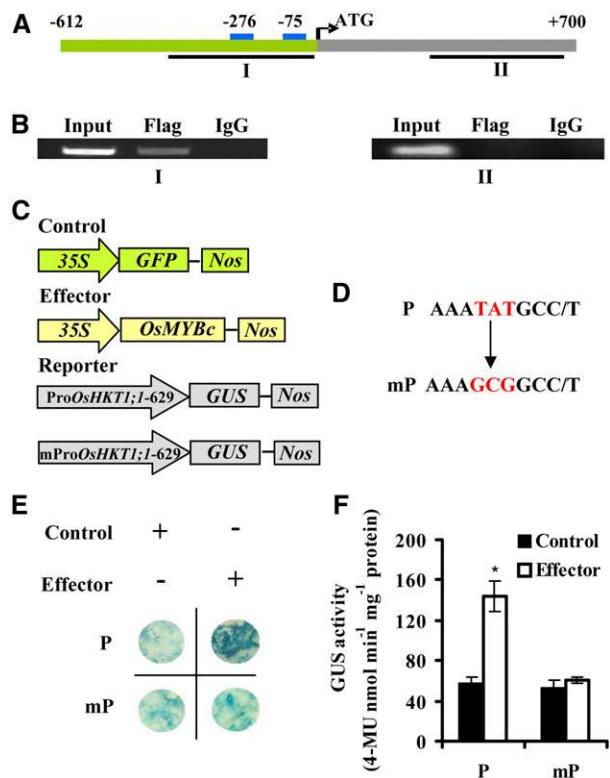 A
-612 -276 -75 ATG +700
I II
B
Input Flag IgG Input Flag IgG
I II
C
Control
35S GFP Nos
Effector
35S OsMYBc Nos
Reporter
ProOsHKT1;1-629 GUS Nos
mProOsHKT1;1-629 GUS Nos
D
P AAATATGCC/T
mP AAAGCGGCC/T
E
Control + -
Effector - +
P
mP
F
GUS activity
(4-MU nmol min-1 mg-1 protein)
200
160
120
80
40
0
Control
Effector
*
P mP